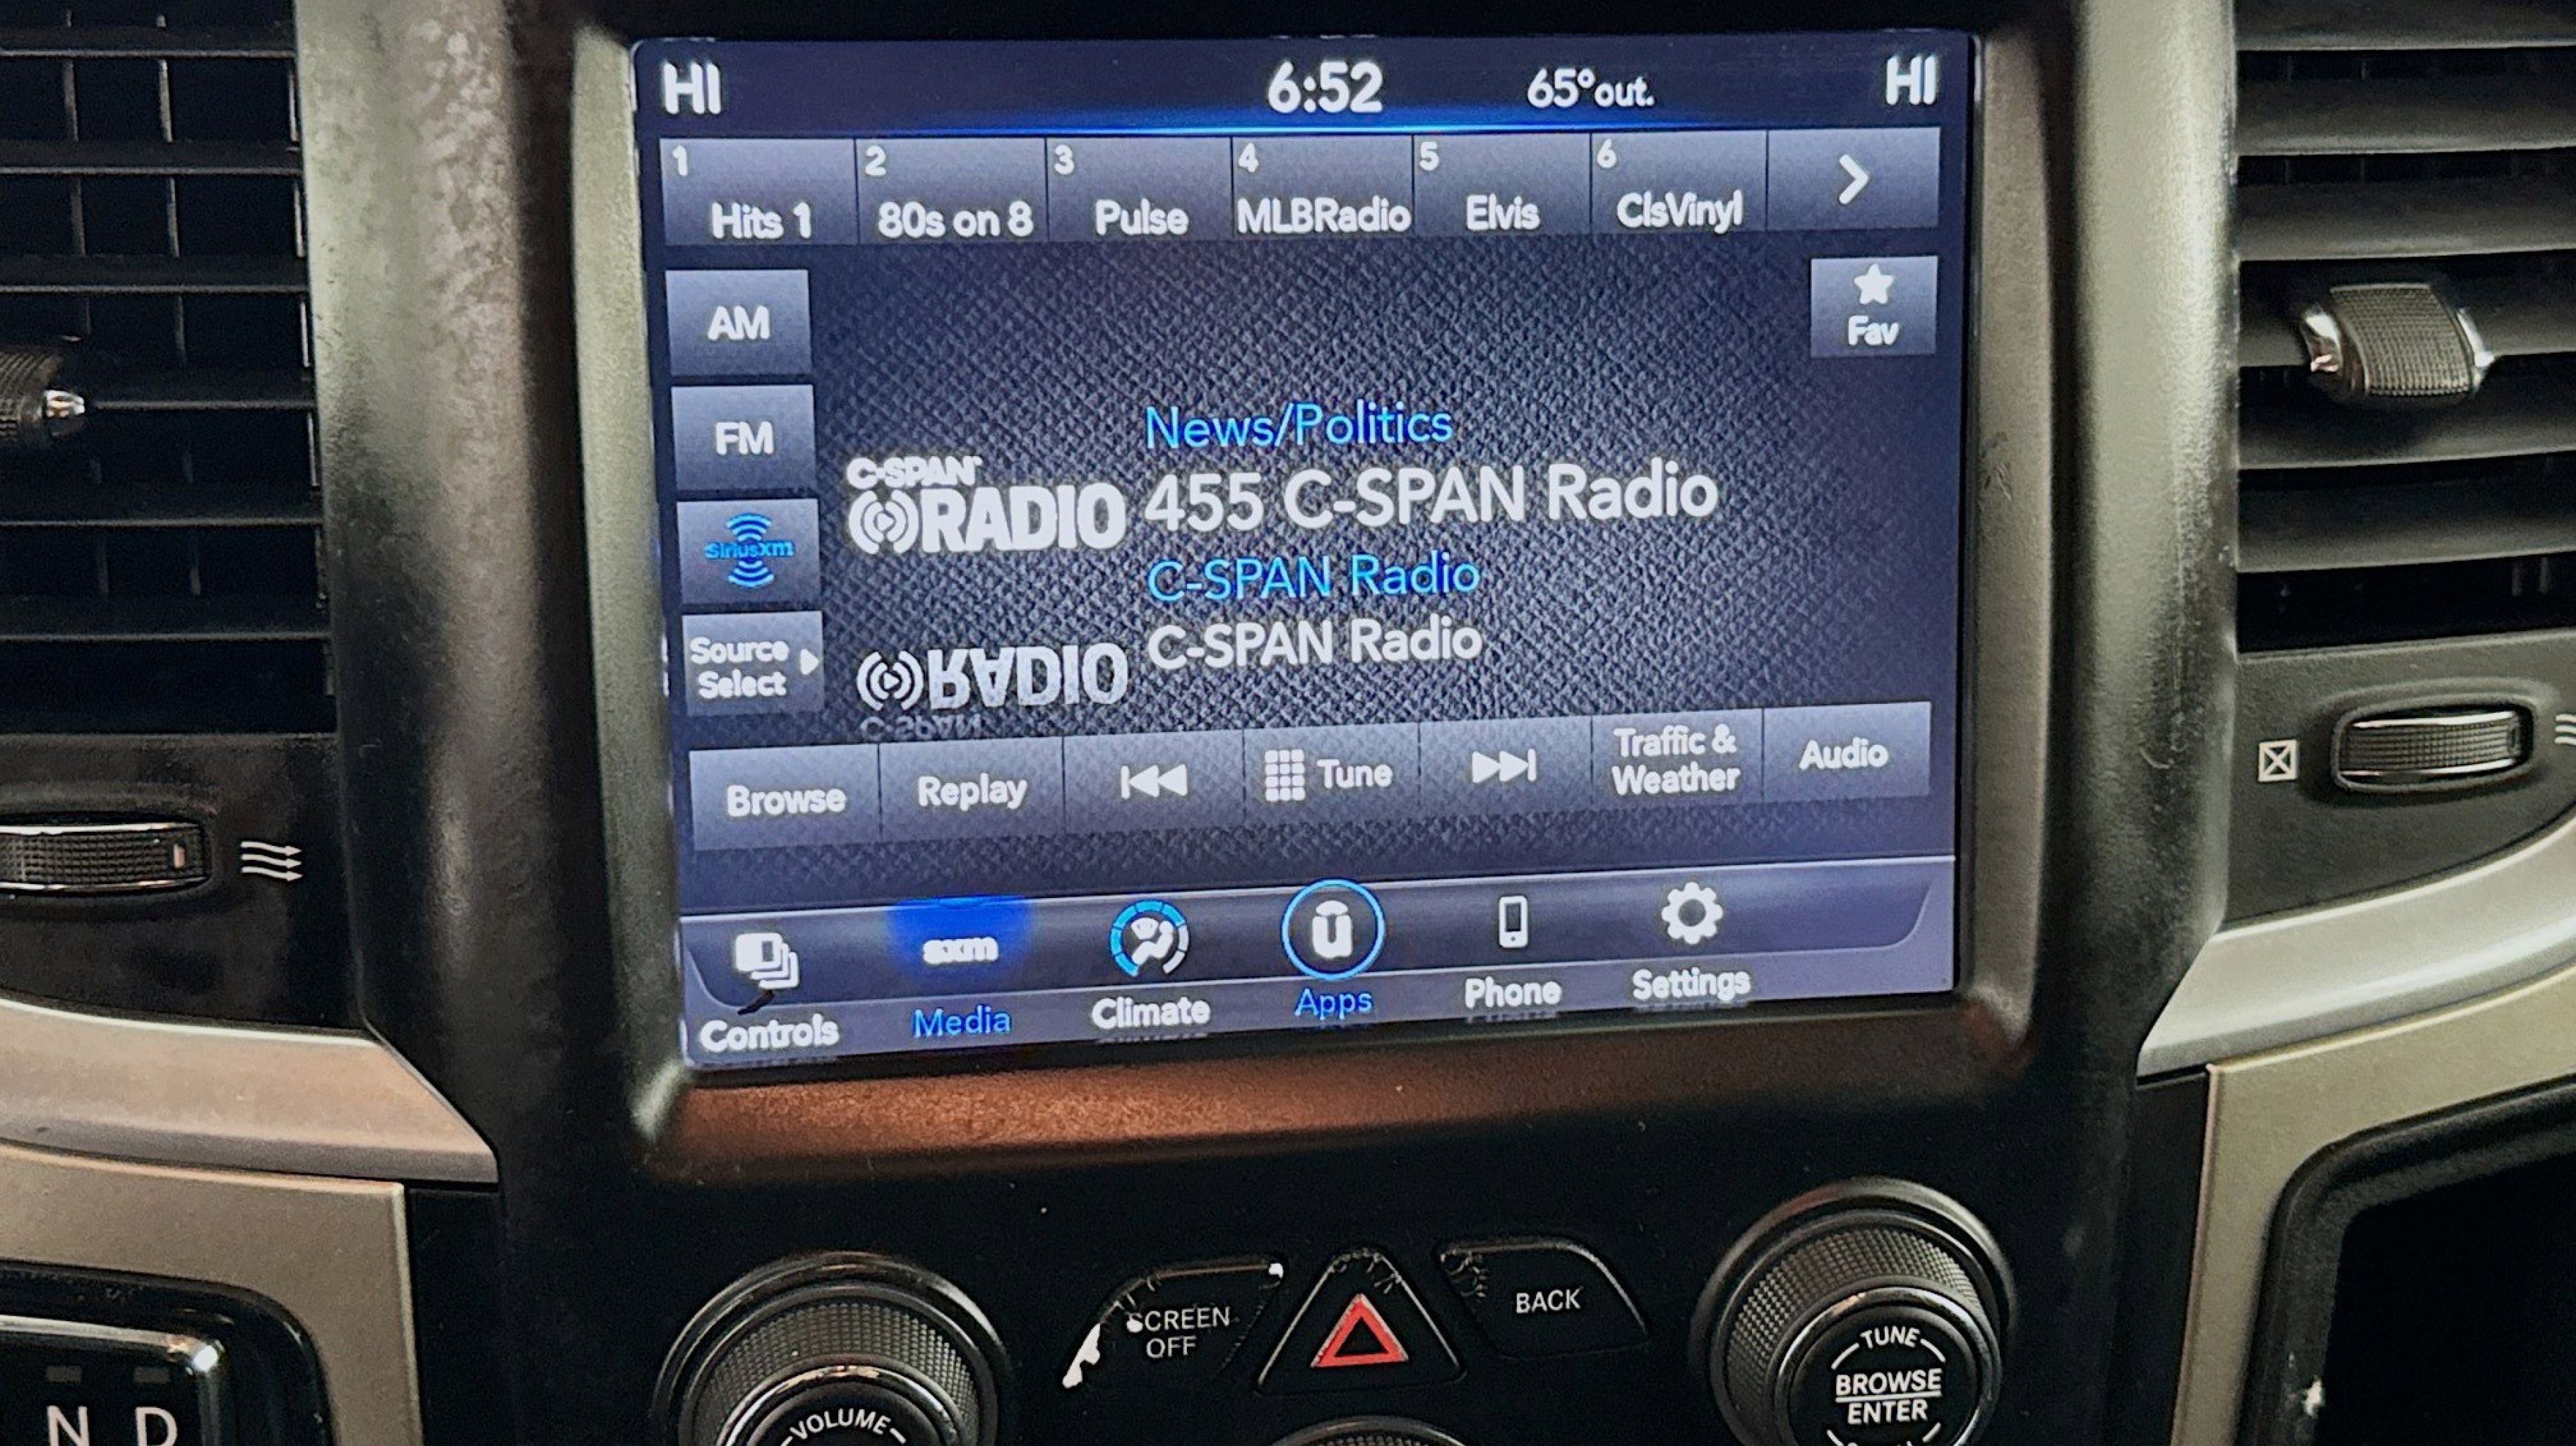 HI 6:52 65°out. HI
1 2 3 4 5 6
Hits 1 80s on 8 Pulse MLBRadio Elvis ClsVinyl
AM
Fav
FM
News/Politics
C-SPAN
RADIO
455 C-SPAN Radio
siriusxm
C-SPAN Radio
Source
Select
C-SPAN Radio
RADIO
C-SPAN
Browse Replay Tune Traffic &
Weather Audio
sxm
Controls Media Climate Apps Phone Settings
SCREEN
OFF
BACK
TUNE
BROWSE
ENTER
VOLUME
N D